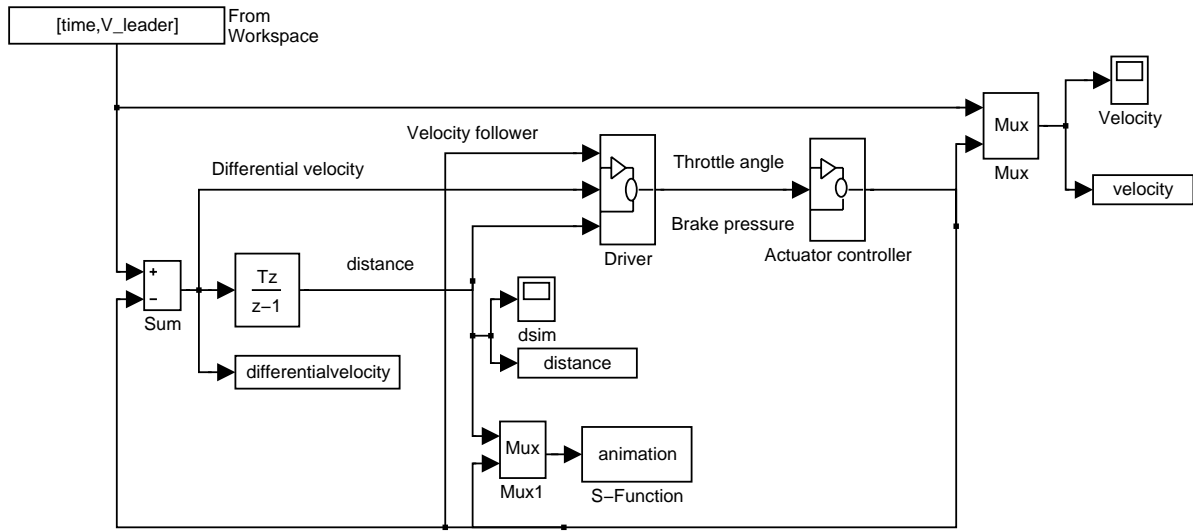 [time,V_leader]
From
Workspace
Velocity
Mux
Mux
velocity
Velocity follower
Throttle angle
Differential velocity
Brake pressure
Driver
Actuator controller
distance
+
−
Sum
Tz
z−1
dsim
distance
differentialvelocity
Mux
Mux1
animation
S−Function